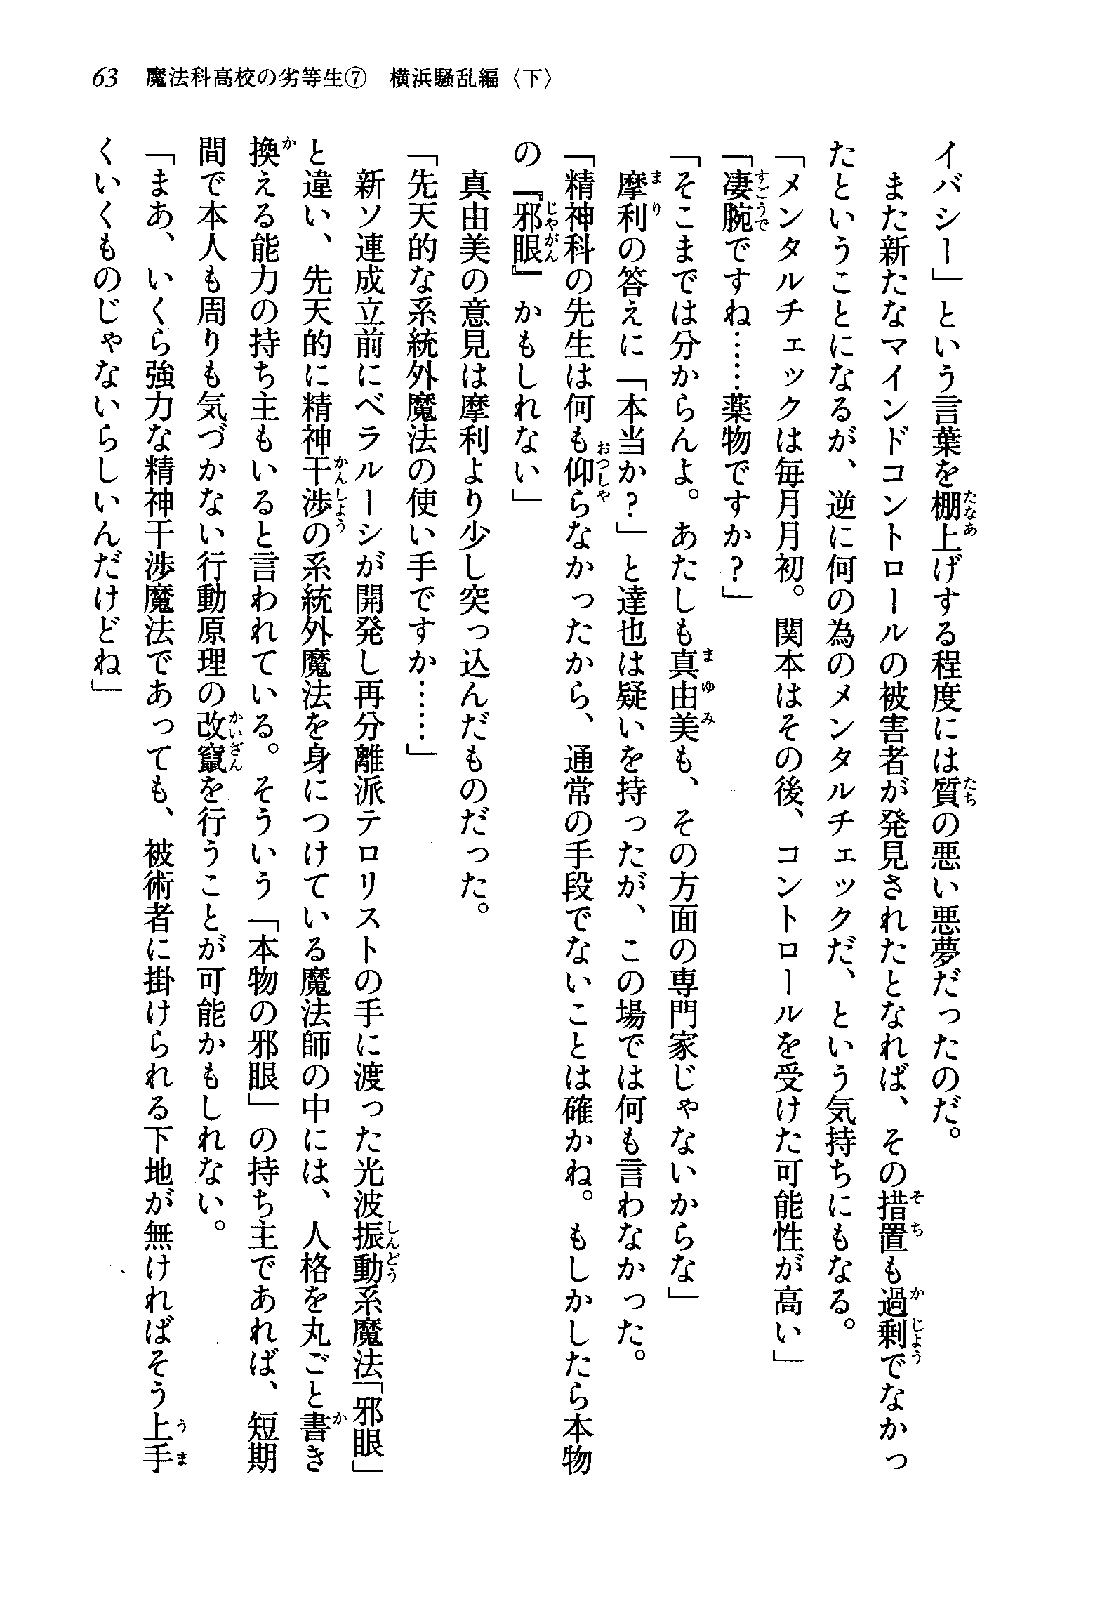 63 魔法科高校の劣等生⑦ 横浜騒乱編〈下〉
イバシー」という言葉を棚上げする程度には質の悪い悪夢だったのだ。
また新たなマインドコントロールの被害者が発見されたとなれば、その措置も過剰でなかっ
たということになるが、逆に何の為のメンタルチェックだ、という気持ちにもなる。
「メンタルチェックは毎月月初。関本はその後、コントロールを受けた可能性が高い」
「凄腕ですね……薬物ですか?」
「そこまでは分からんよ。あたしも真由美も、その方面の専門家じゃないからな」
摩利の答えに「本当か?」と達也は疑いを持ったが、この場では何も言わなかった。
「精神科の先生は何も仰らなかったから、通常の手段でないことは確かね。もしかしたら本物
の『邪眼』かもしれない」
真由美の意見は摩利より少し突っ込んだものだった。
「先天的な系統外魔法の使い手ですか……」
新ソ連成立前にベラルーシが開発し再分離派テロリストの手に渡った光波振動系魔法「邪眼」
と違い、先天的に精神干渉の系統外魔法を身につけている魔法師の中には、人格を丸ごと書き
換える能力の持ち主もいると言われている。そういう「本物の邪眼」の持ち主であれば、短期
間で本人も周りも気づかない行動原理の改竄を行うことが可能かもしれない。
「まあ、いくら強力な精神干渉魔法であっても、被術者に掛けられる下地が無ければそう上手
くいくものじゃないらしいんだけどね」